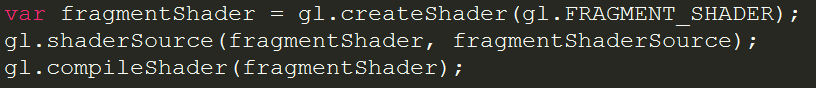 var fragmentShader = gl.createShader(gl.FRAGMENT_SHADER);
gl.shaderSource(fragmentShader, fragmentShaderSource);
gl.compileShader(fragmentShader);